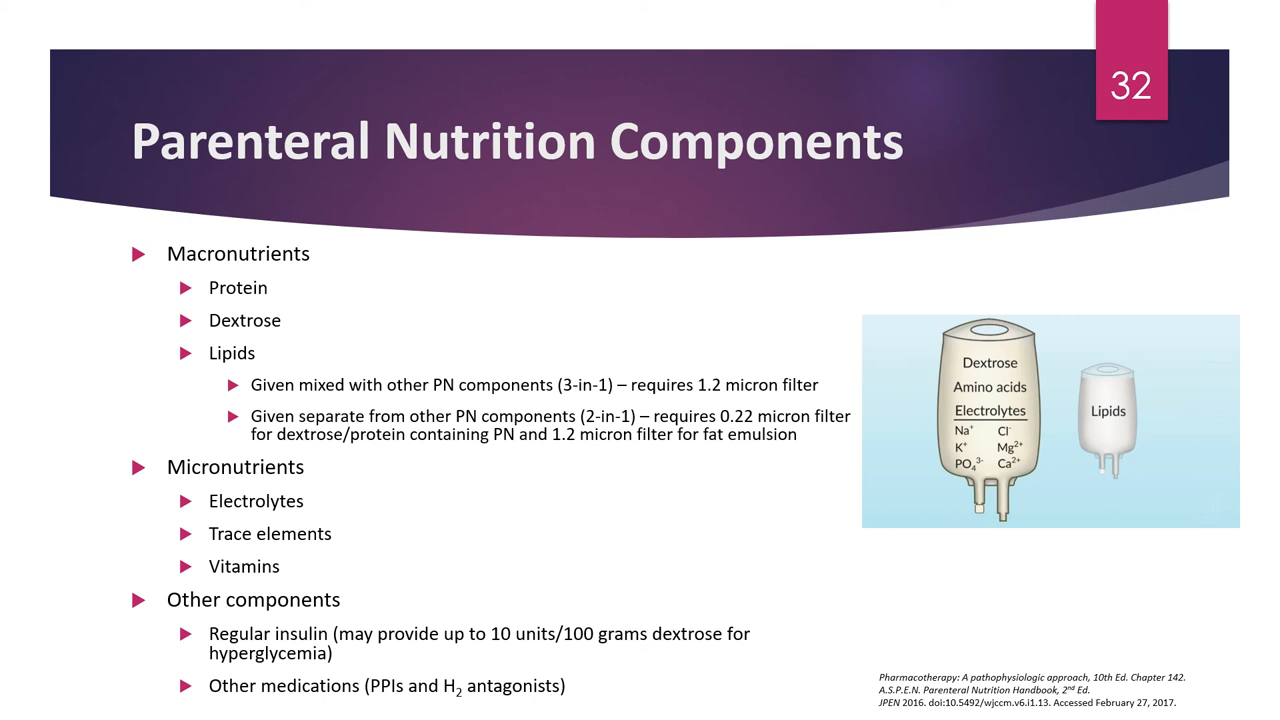 32
Parenteral Nutrition Components
Macronutrients
Protein
Dextrose
Lipids
Given mixed with other PN components (3-in-1) – requires 1.2 micron filter
Given separate from other PN components (2-in-1) – requires 0.22 micron filter
for dextrose/protein containing PN and 1.2 micron filter for fat emulsion
Micronutrients
Electrolytes
Trace elements
Vitamins
Other components
Regular insulin (may provide up to 10 units/100 grams dextrose for
hyperglycemia)
Other medications (PPIs and H₂ antagonists)
Dextrose
Amino acids
Electrolytes
Na⁺ Cl⁻
K⁺ Mg²⁺
PO₄³⁻ Ca²⁺
Lipids
Pharmacotherapy: A pathophysiologic approach, 10th Ed. Chapter 142.
A.S.P.E.N. Parenteral Nutrition Handbook, 2ⁿᵈ Ed.
JPEN 2016. doi:10.5492/wjccm.v6.i1.13. Accessed February 27, 2017.